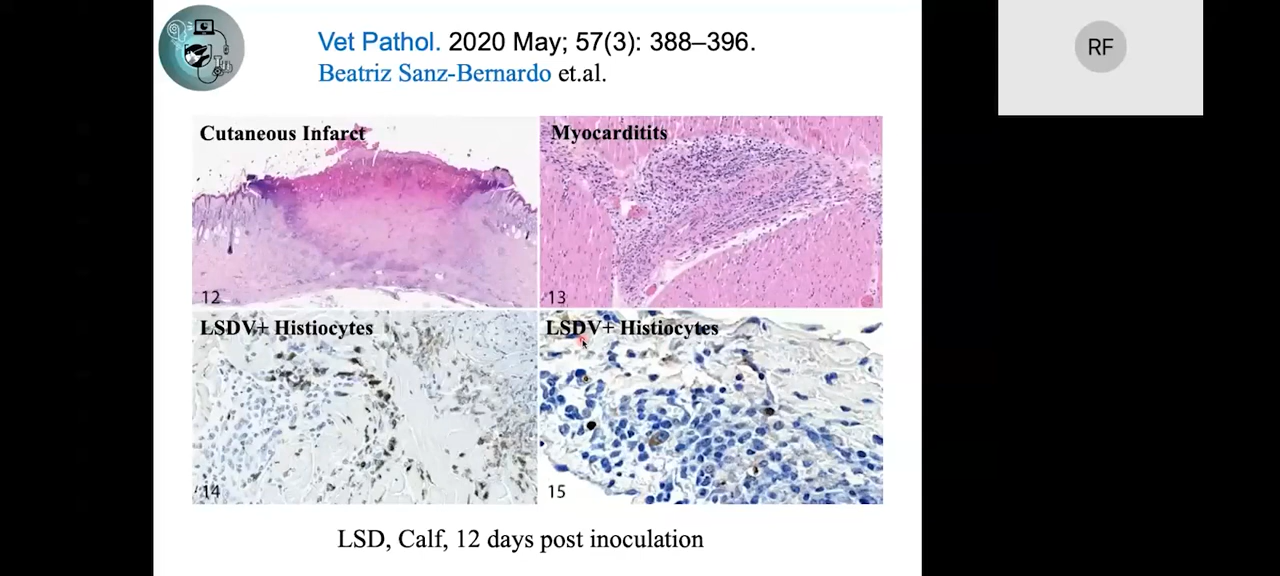 Vet Pathol. 2020 May; 57(3): 388–396.
Beatriz Sanz-Bernardo et.al.
RF
Cutaneous Infarct
Myocarditits
12
13
LSDV+ Histiocytes
LSDV+ Histiocytes
14
15
LSD, Calf, 12 days post inoculation